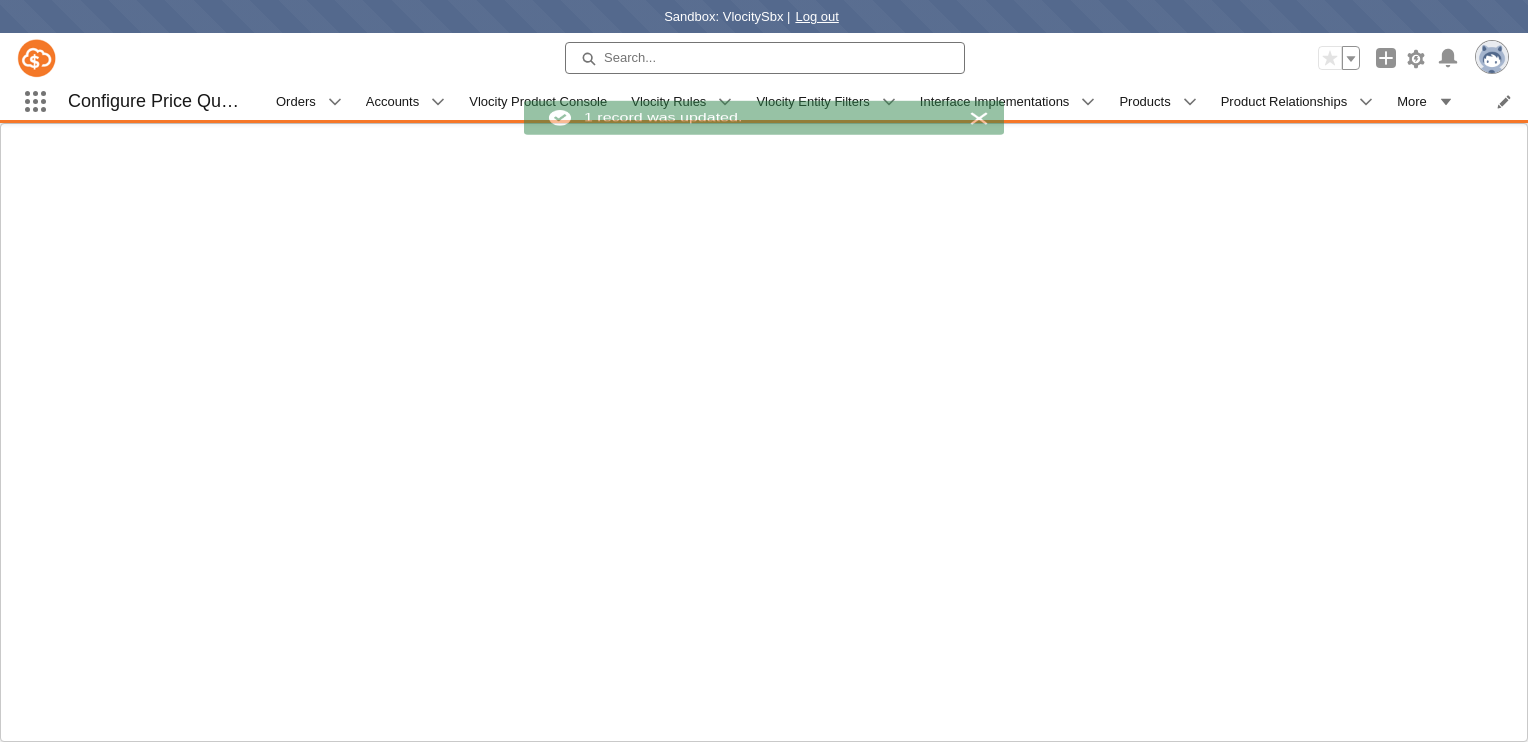 Sandbox: VlocitySbx | Log out
Search...
Configure Price Qu... Orders Accounts Vlocity Product Console Vlocity Rules Vlocity Entity Filters Interface Implementations Products Product Relationships More
1 record was updated.